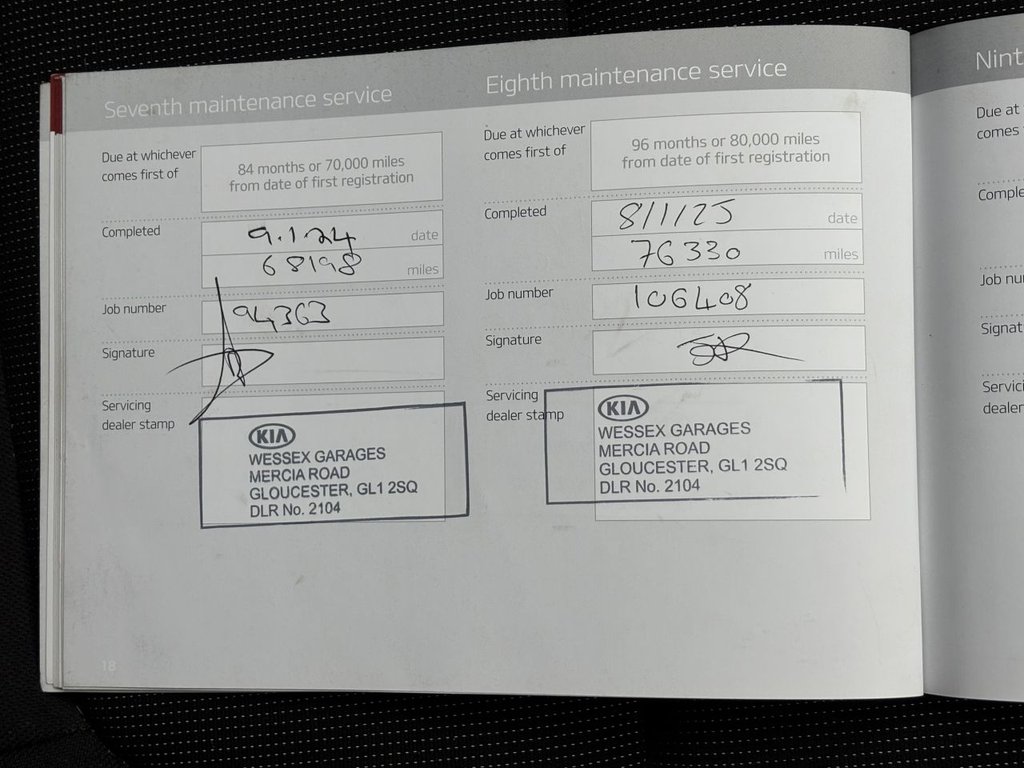 Seventh maintenance service
Due at whichever
comes first of
84 months or 70,000 miles
from date of first registration
Completed
9.1.24 date
68198 miles
Job number
94363
Signature
Servicing
dealer stamp
KIA
WESSEX GARAGES
MERCIA ROAD
GLOUCESTER, GL1 2SQ
DLR No. 2104
18
Eighth maintenance service
Due at whichever
comes first of
96 months or 80,000 miles
from date of first registration
Completed
8/1/25 date
76330 miles
Job number
106408
Signature
Servicing
dealer stamp
KIA
WESSEX GARAGES
MERCIA ROAD
GLOUCESTER, GL1 2SQ
DLR No. 2104
Nint
Due at
comes
Comple
Job nu
Signat
Servici
dealer